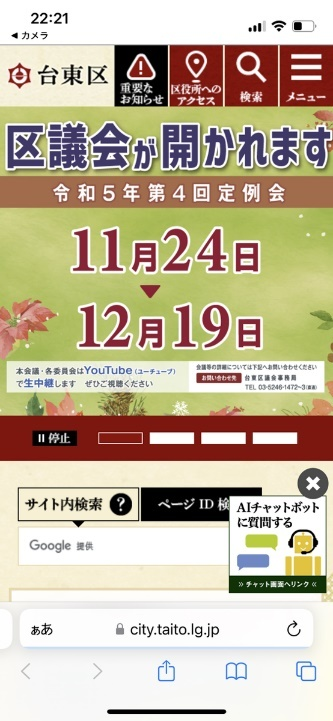 22:21
カメラ
台東区
重要な
お知らせ
区役所への
アクセス
検索
メニュー
区議会が開かれます
令和5年第4回定例会
11月24日
12月19日
本会議・各委員会はYouTube(ユーチューブ)
で生中継します ぜひご視聴ください
会議等の詳細については下記へお問い合わせください
お問い合わせ先 台東区議会事務局
TEL 03-5246-1472~3(直通)
停止
サイト内検索 ?
ページID検
Google 提供
AIチャットボット
に質問する
>> チャット画面へリンク <<
ぁあ city.taito.lg.jp